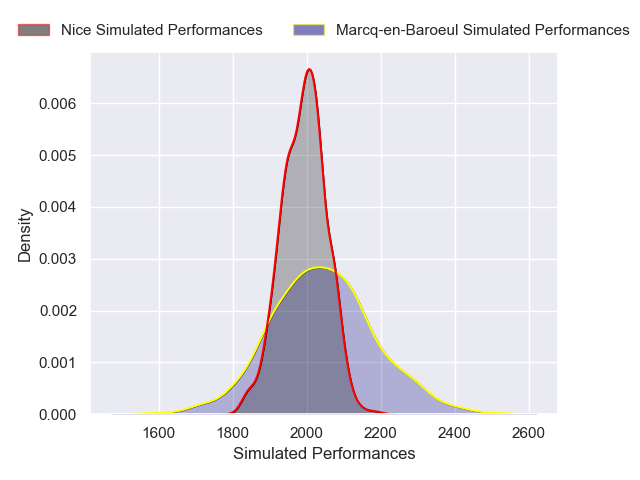 Nice Simulated Performances
Marcq-en-Baroeul Simulated Performances
0.006
0.005
0.004
0.003
0.002
0.001
0.000
Density
1600 1800 2000 2200 2400 2600
Simulated Performances